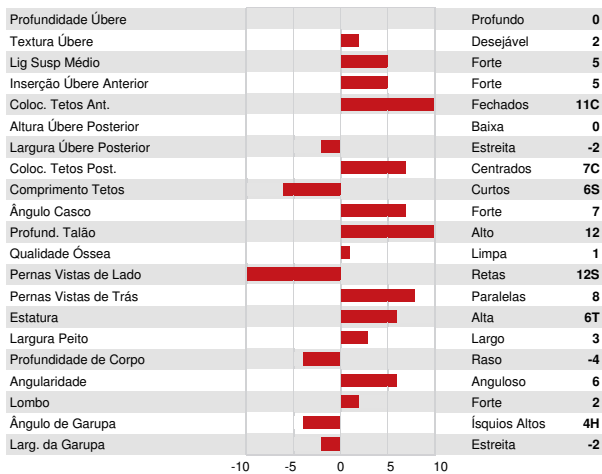 Profundidade Úbere Profundo 0
Textura Úbere Desejável 2
Lig Susp Médio Forte 5
Inserção Úbere Anterior Forte 5
Coloc. Tetos Ant. Fechados 11C
Altura Úbere Posterior Baixa
Largura Úbere Posterior Estreita -2
Coloc. Tetos Post. Centrados 7C
Comprimento Tetos Curtos 6S
Ângulo Casco Forte 7
Profund. Talão Alto 12
Qualidade Óssea Limpa 1
Pernas Vistas de Lado Retas 12S
Pernas Vistas de Trás Paralelas 8
Estatura Alta 6T
Largura Peito Largo 3
Profundidade de Corpo Raso -4
Angularidade Anguloso 6
Lombo Forte 2
Ângulo de Garupa Ísquios Altos 4H
Larg. da Garupa Estreita -2
-10 -5 0 5 10